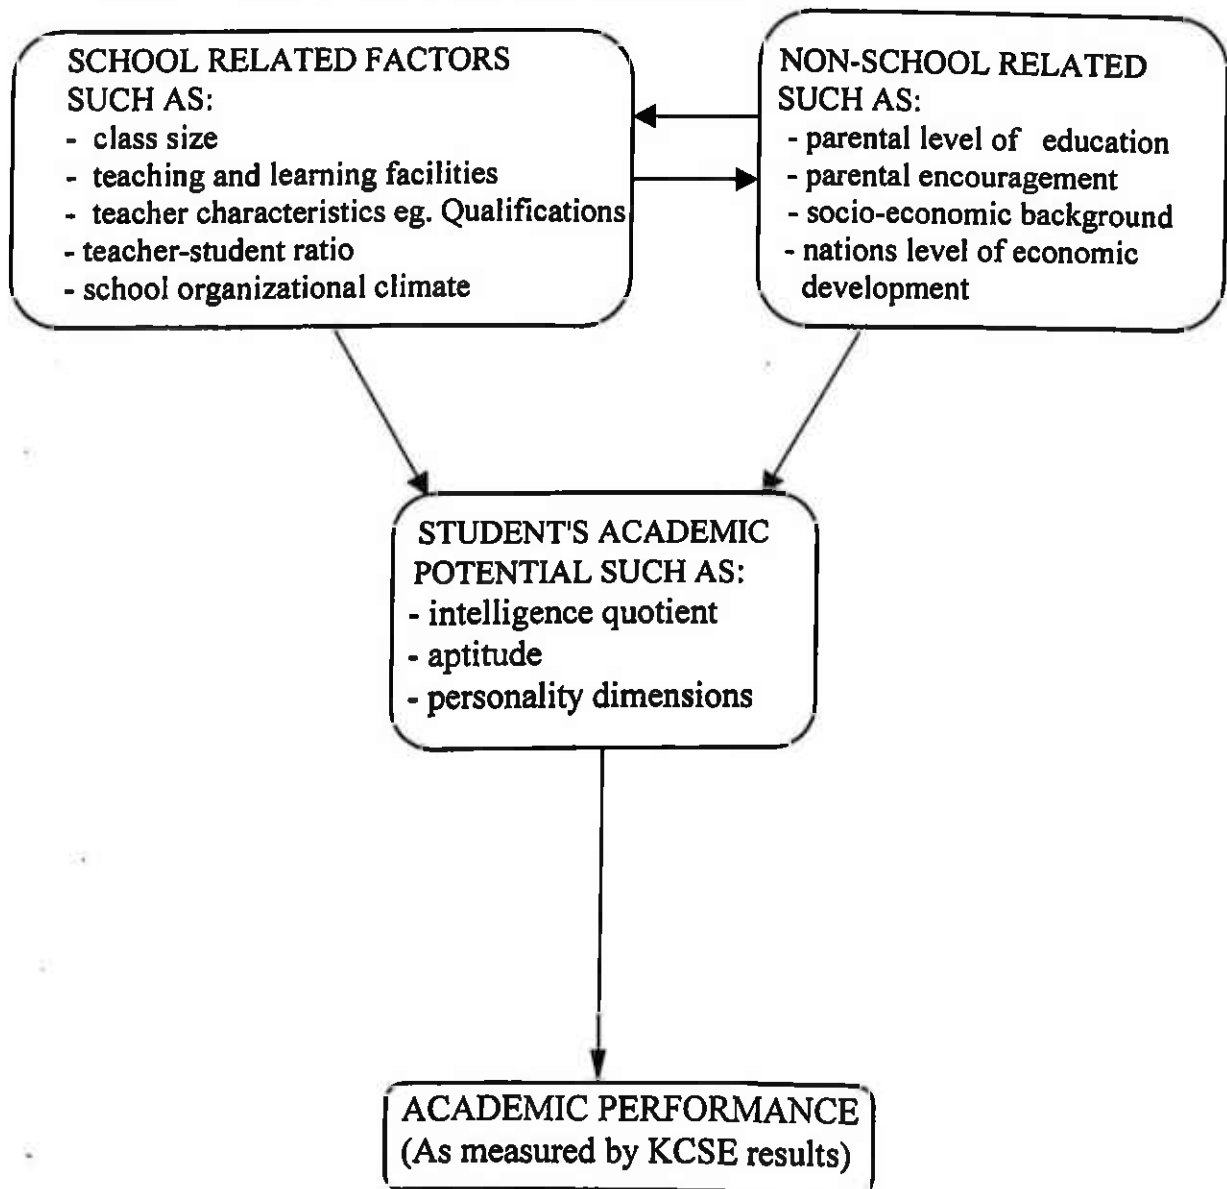 SCHOOL RELATED FACTORS
SUCH AS:
- class size
- teaching and learning facilities
- teacher characteristics eg. Qualifications
- teacher-student ratio
- school organizational climate
NON-SCHOOL RELATED
SUCH AS:
- parental level of education
- parental encouragement
- socio-economic background
- nations level of economic
development
STUDENT'S ACADEMIC
POTENTIAL SUCH AS:
- intelligence quotient
- aptitude
- personality dimensions
ACADEMIC PERFORMANCE
(As measured by KCSE results)